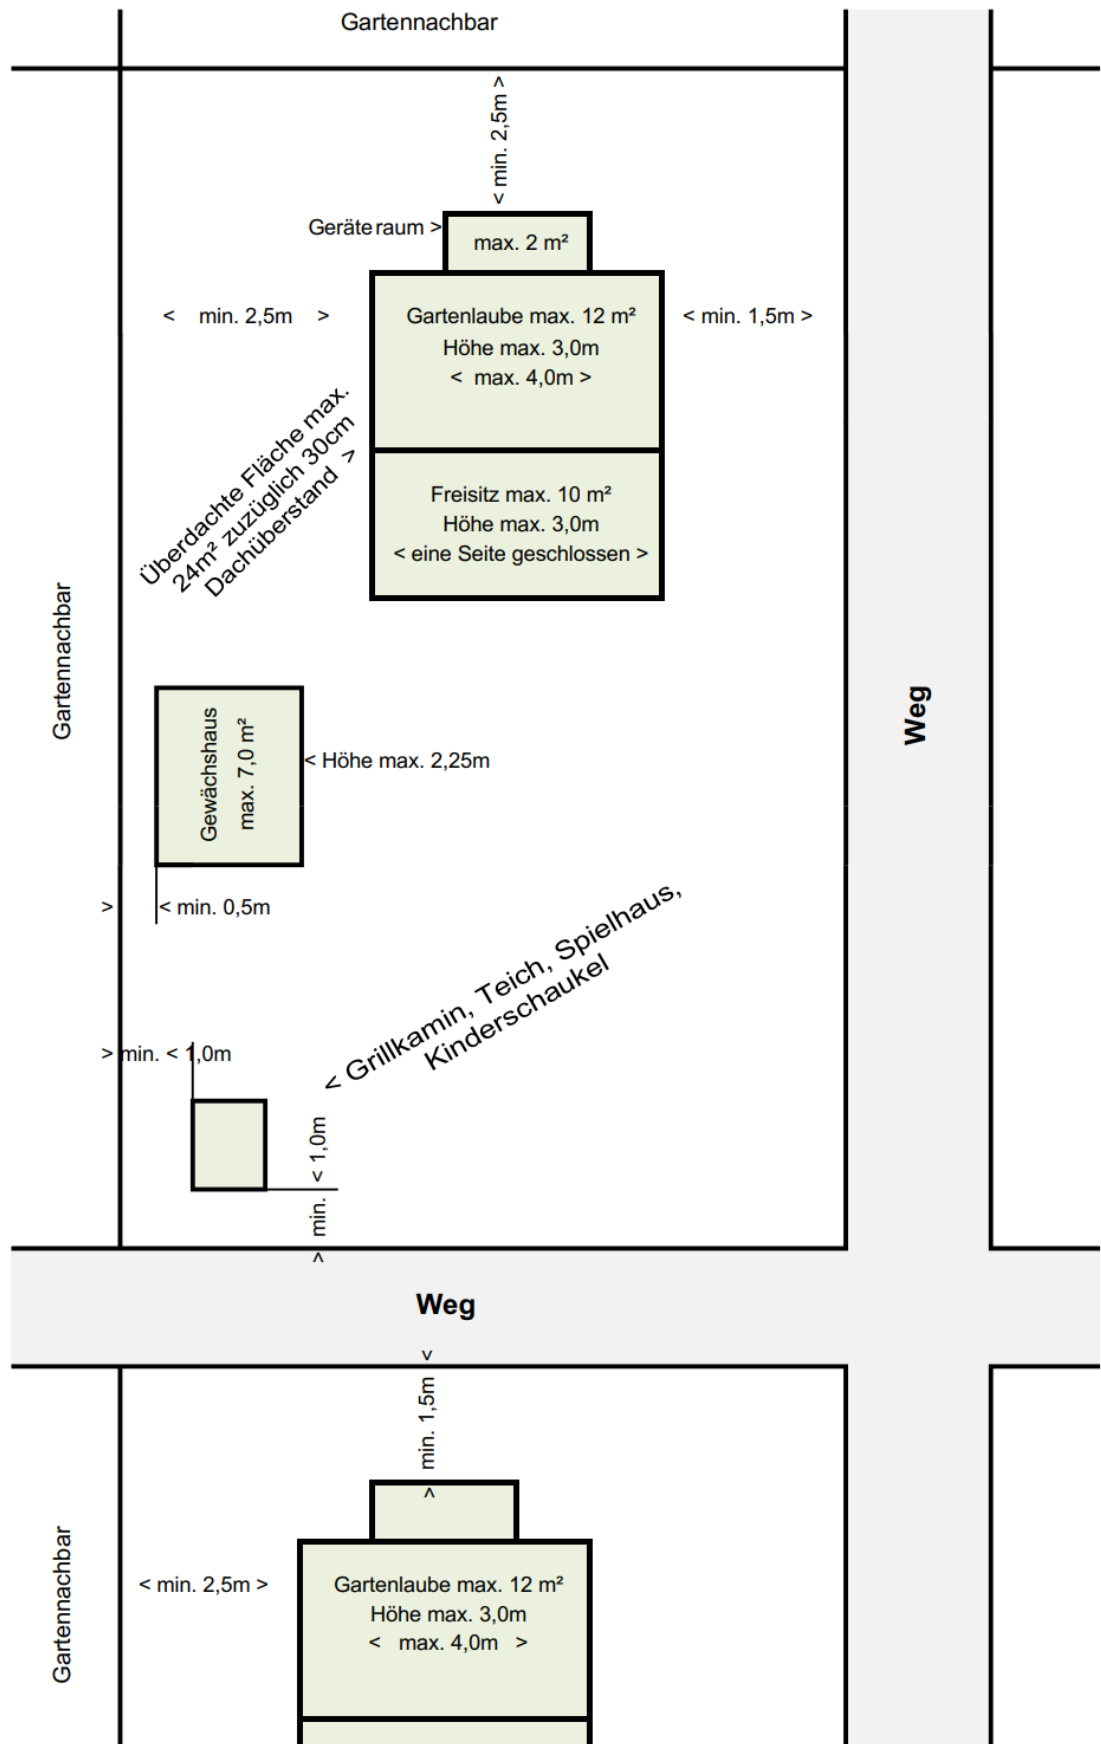 Gartennachbar
< min. 2,5m >
Geräteraum >
max. 2 m²
< min. 2,5m >
Gartenlaube max. 12 m²
Höhe max. 3,0m
< max. 4,0m >
< min. 1,5m >
Überdachte Fläche max.
24m² zuzüglich 30cm
Dachüberstand >
Freisitz max. 10 m²
Höhe max. 3,0m
< eine Seite geschlossen >
Gartennachbar
Gewächshaus
max. 7,0 m²
< Höhe max. 2,25m
Weg
> < min. 0,5m
< Grillkamin, Teich, Spielhaus,
Kinderschaukel
> min. < 1,0m
> min. < 1,0m
Weg
> min. 1,5m <
Gartennachbar
< min. 2,5m >
Gartenlaube max. 12 m²
Höhe max. 3,0m
< max. 4,0m >